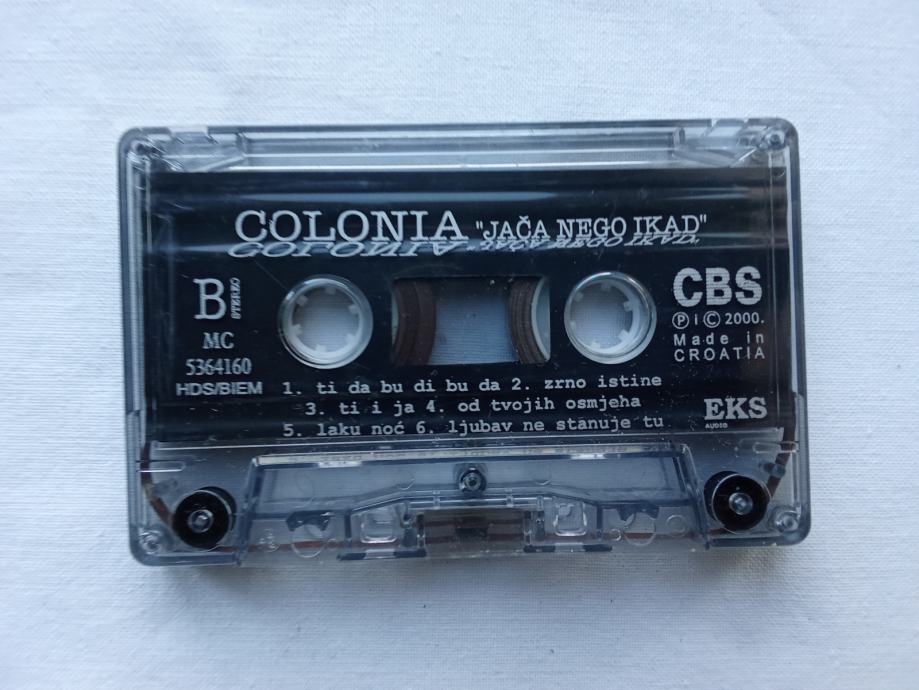 COLONIA "JAČA NEGO IKAD"
B STEREO
MC
5364160
HDS/BIEM
CBS
Ⓟ i © 2000.
Made in
CROATIA
1. ti da bu di bu da 2. zrno istine
3. ti i ja 4. od tvojih osmjeha
5. laku noć 6. ljubav ne stanuje tu
EKS
AUDIO